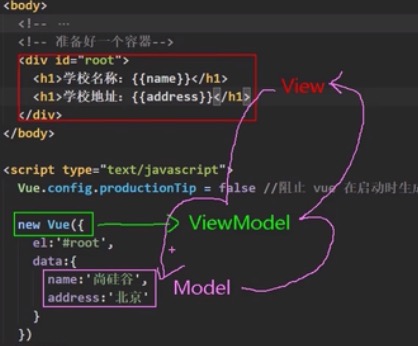 <body>
<!-- …
<!-- 准备好一个容器-->
<div id="root">
<h1>学校名称：{{name}}</h1>
<h1>学校地址：{{address}}</h1>
</div>
</body>
View
<script type="text/javascript">
Vue.config.productionTip = false //阻止 vue 在启动时生成
new Vue({
ViewModel
el:'#root',
data:{
name:'尚硅谷',
address:'北京'
Model
}
})